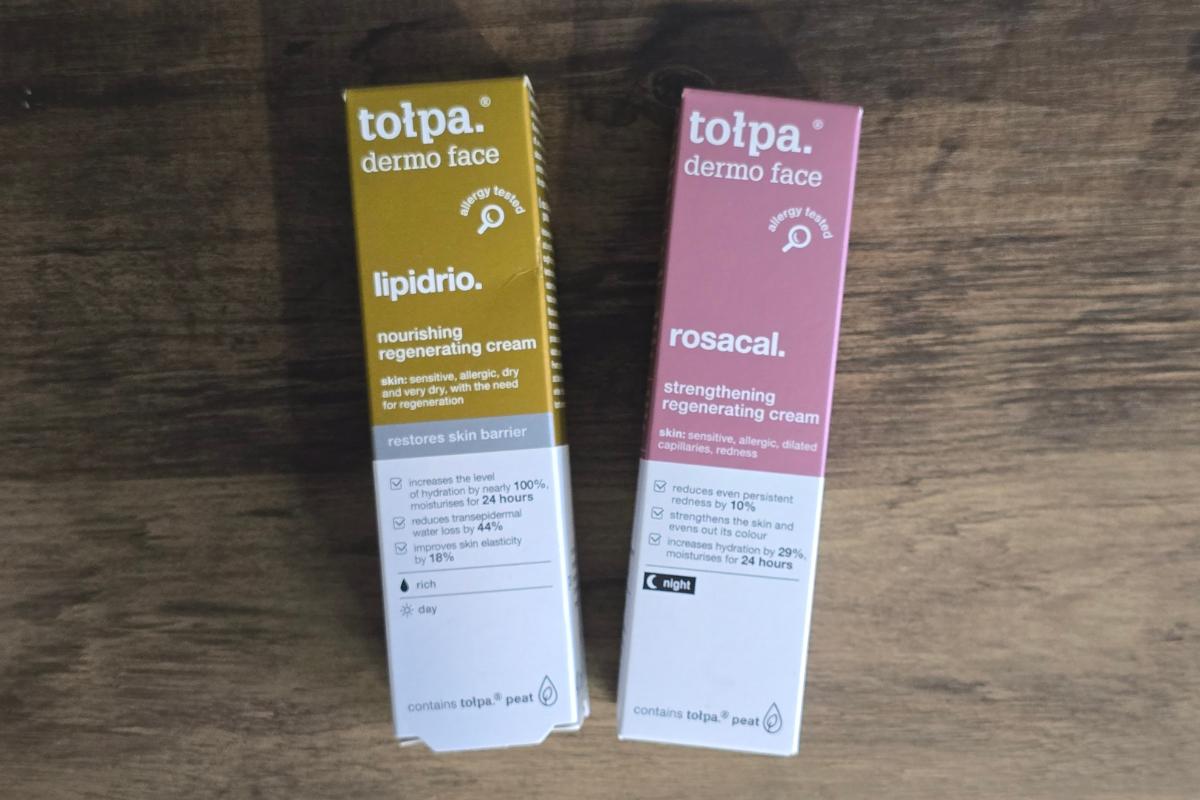 tołpa.®
dermo face
allergy tested
lipidrio.
nourishing
regenerating cream
skin: sensitive, allergic, dry
and very dry, with the need
for regeneration
restores skin barrier
increases the level
of hydration by nearly 100%,
moisturises for 24 hours
reduces transepidermal
water loss by 44%
improves skin elasticity
by 18%
rich
day
contains tołpa.® peat
tołpa.®
dermo face
allergy tested
rosacal.
strengthening
regenerating cream
skin: sensitive, allergic, dilated
capillaries, redness
reduces even persistent
redness by 10%
strengthens the skin and
evens out its colour
increases hydration by 29%,
moisturises for 24 hours
night
contains tołpa.® peat